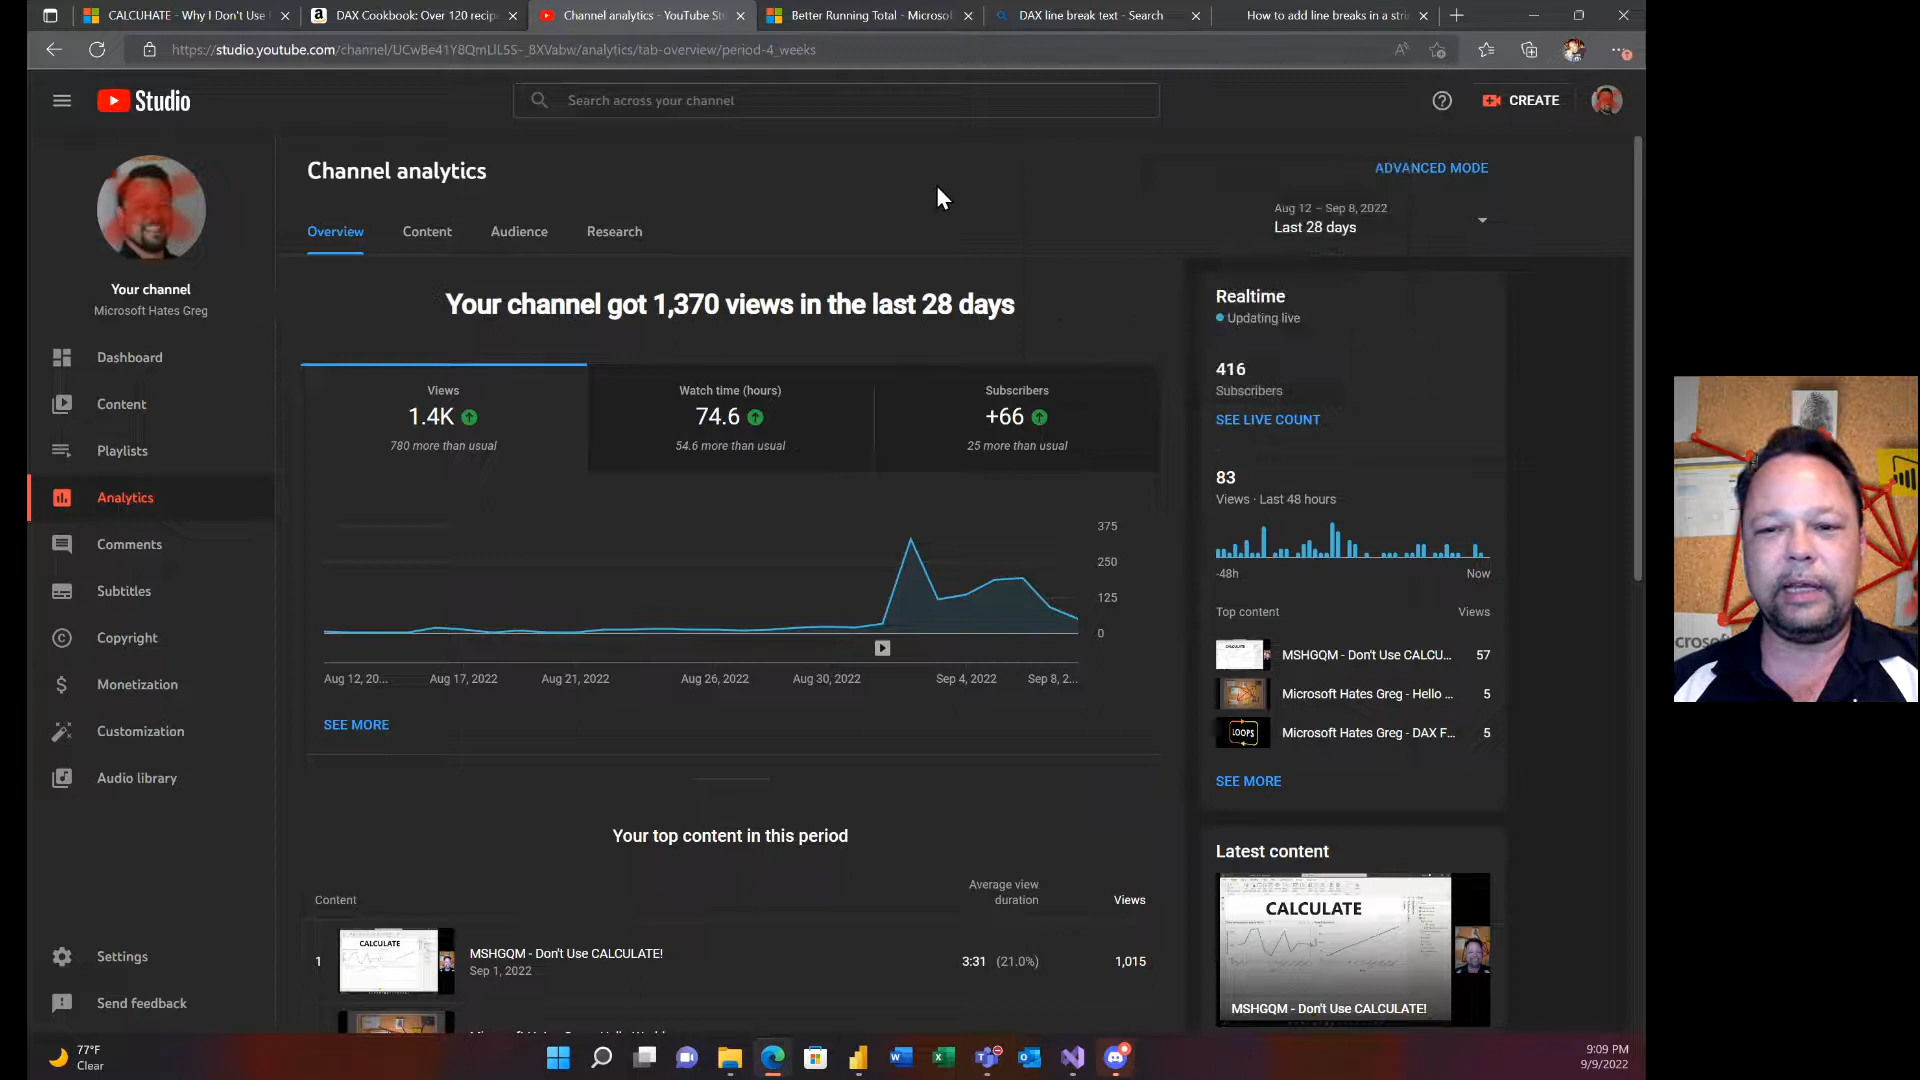 CALCUHATE - Why I Don't Use
DAX Cookbook: Over 120 recip
Channel analytics - YouTube St
Better Running Total - Microsof
DAX line break text - Search
How to add line breaks in a stri
https://studio.youtube.com/channel/UCwBe41Y8QmLlL5S-_8XVabw/analytics/tab-overview/period-4_weeks
Studio
Search across your channel
CREATE
Your channel
Microsoft Hates Greg
Dashboard
Content
Playlists
Analytics
Comments
Subtitles
Copyright
Monetization
Customization
Audio library
Settings
Send feedback
Channel analytics
ADVANCED MODE
Aug 12 – Sep 8, 2022
Last 28 days
Overview
Content
Audience
Research
Your channel got 1,370 views in the last 28 days
Views
1.4K
780 more than usual
Watch time (hours)
74.6
54.6 more than usual
Subscribers
+66
25 more than usual
375
250
125
0
Aug 12, 20...
Aug 17, 2022
Aug 21, 2022
Aug 26, 2022
Aug 30, 2022
Sep 4, 2022
Sep 8, 2...
SEE MORE
Your top content in this period
Content
Average view
duration
Views
1
CALCULATE
MSHGQM - Don't Use CALCULATE!
Sep 1, 2022
3:31 (21.0%)
1,015
Realtime
Updating live
416
Subscribers
SEE LIVE COUNT
83
Views · Last 48 hours
-48h
Now
Top content
Views
MSHGQM - Don't Use CALCU...
57
Microsoft Hates Greg - Hello ...
5
LOOPS
Microsoft Hates Greg - DAX F...
5
SEE MORE
Latest content
CALCULATE
MSHGQM - Don't Use CALCULATE!
77°F
Clear
9:09 PM
9/9/2022